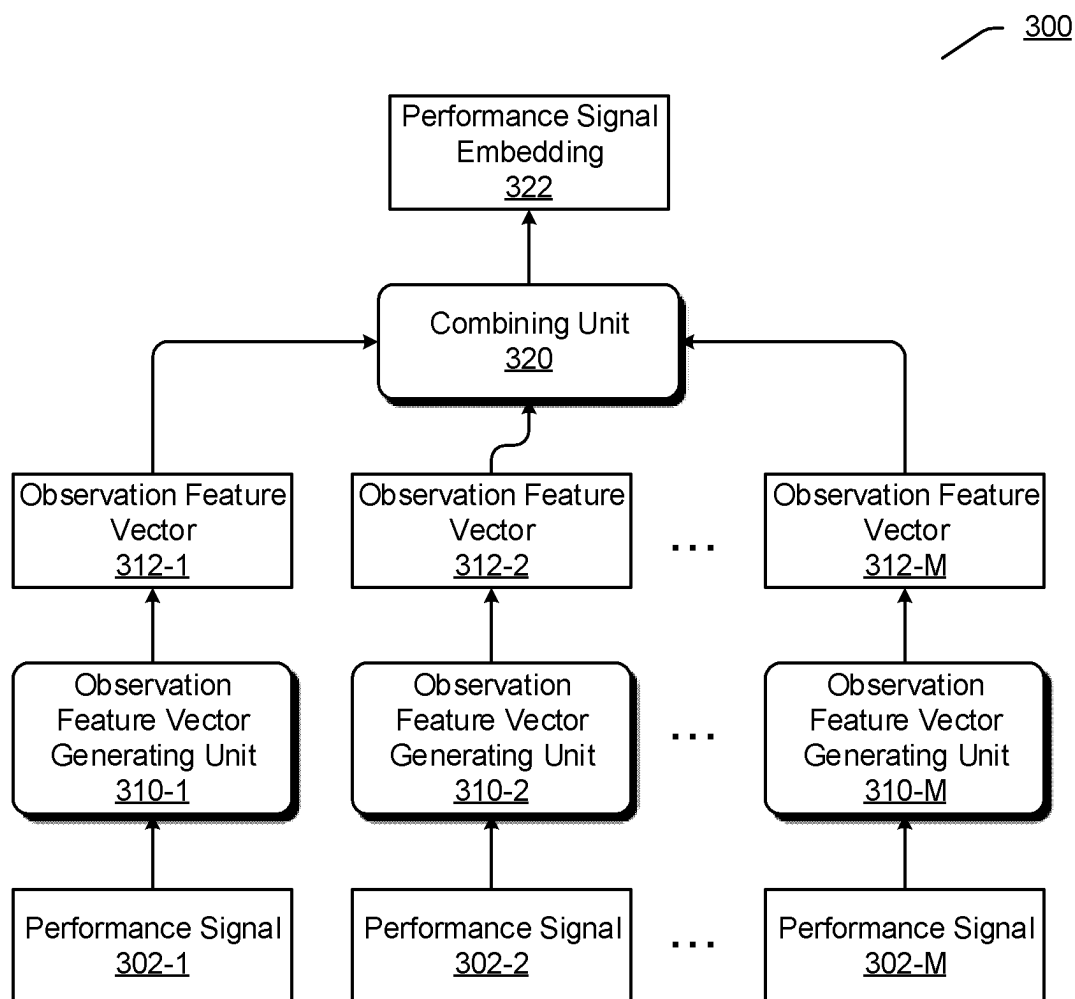 300
Performance Signal
Embedding
322
Combining Unit
320
Observation Feature
Vector
312-1
Observation Feature
Vector
312-2
...
Observation Feature
Vector
312-M
Observation
Feature Vector
Generating Unit
310-1
Observation
Feature Vector
Generating Unit
310-2
...
Observation
Feature Vector
Generating Unit
310-M
Performance Signal
302-1
Performance Signal
302-2
...
Performance Signal
302-M